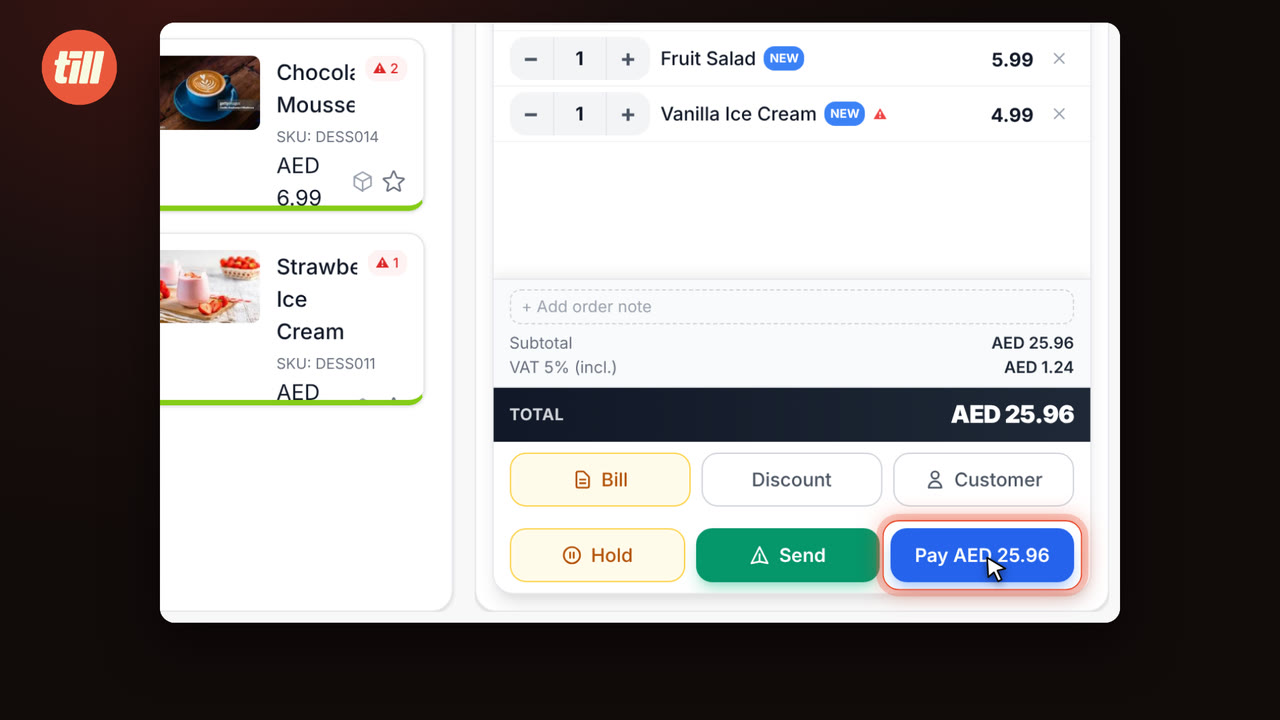 till
Chocola
2
Mousse
SKU: DESS014
AED
6.99
Strawbe
1
Ice
Cream
SKU: DESS011
AED
− 1 + Fruit Salad NEW 5.99 ×
− 1 + Vanilla Ice Cream NEW 4.99 ×
+ Add order note
Subtotal AED 25.96
VAT 5% (incl.) AED 1.24
TOTAL AED 25.96
Bill Discount Customer
Hold Send Pay AED 25.96